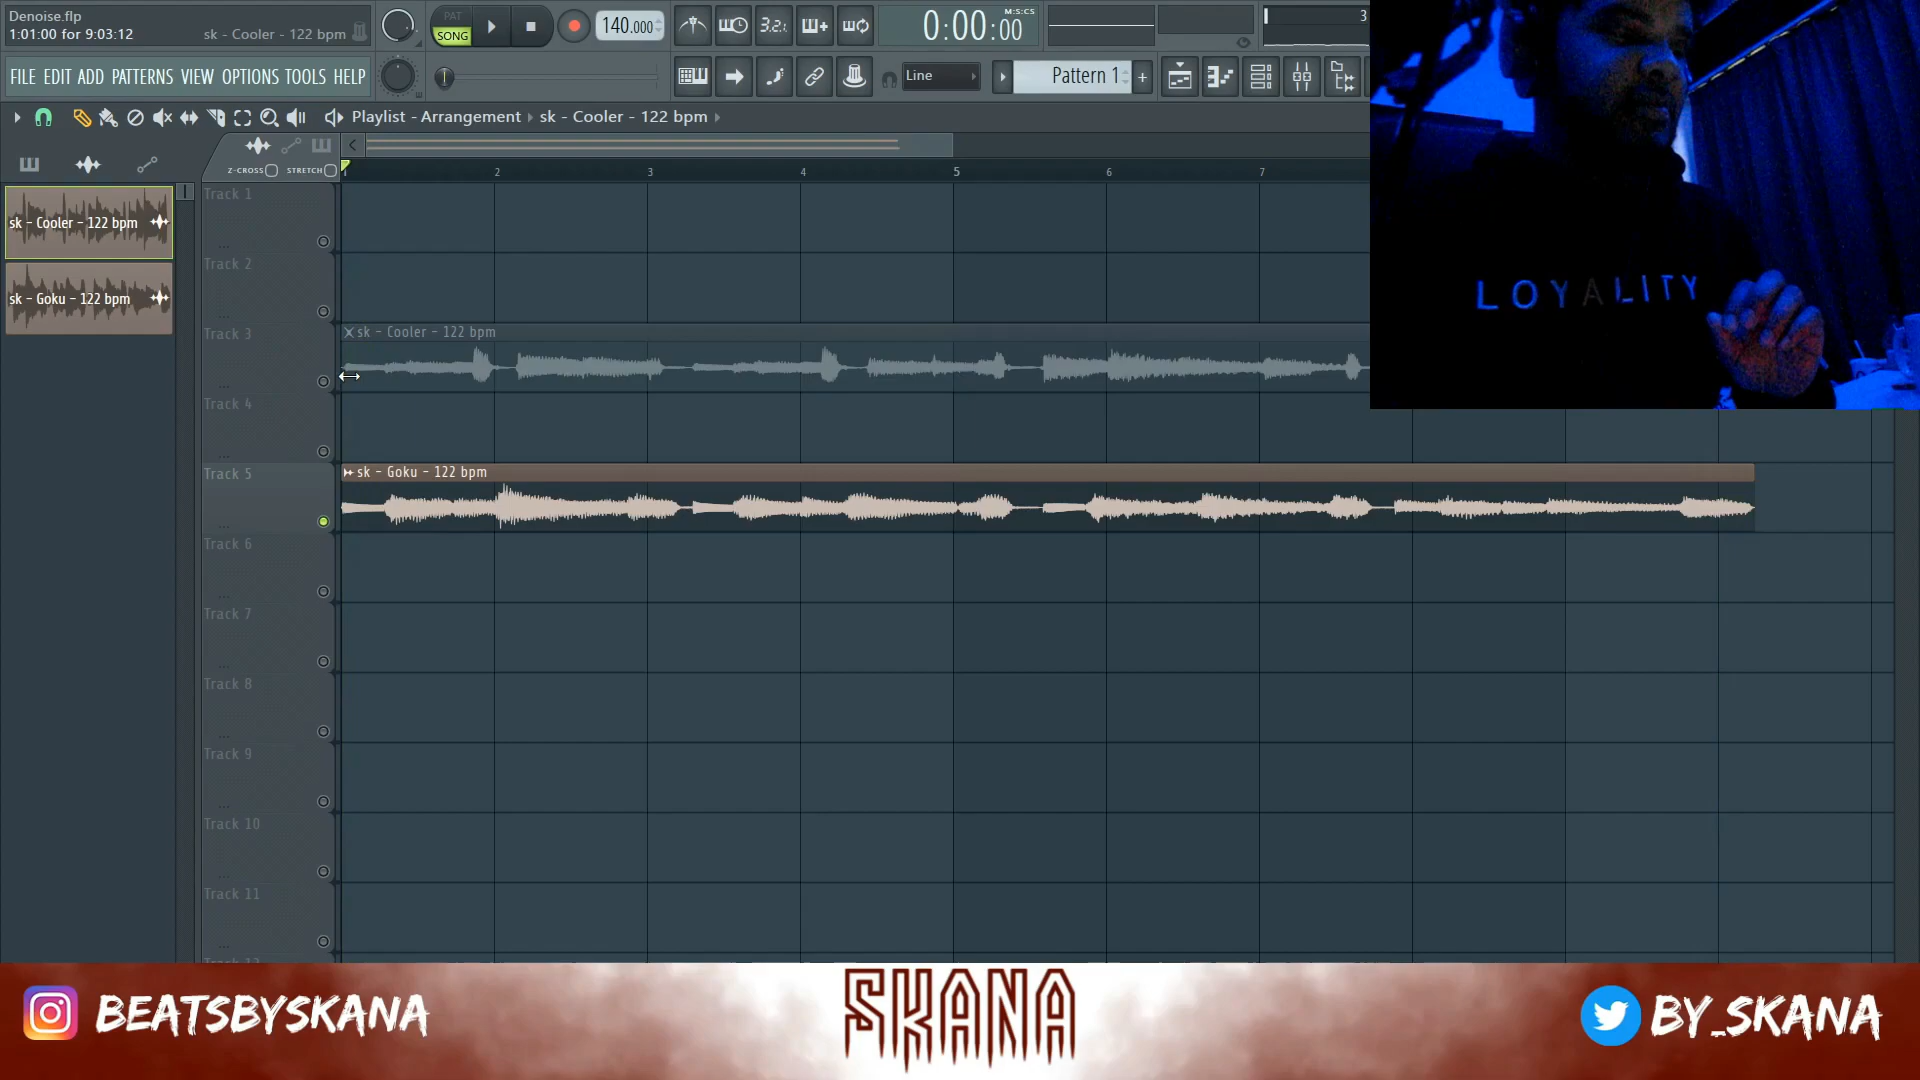 Denoise.flp
1:01:00 for 9:03:12
sk - Cooler - 122 bpm
PAT
SONG
140.000
3.2.
0:00:00
M:S:CS
3
FILE EDIT ADD PATTERNS VIEW OPTIONS TOOLS HELP
Line
Pattern 1
+
Playlist - Arrangement
sk - Cooler - 122 bpm
Z-CROSS
STRETCH
1 2 3 4 5 6 7
sk - Cooler - 122 bpm
sk - Goku - 122 bpm
Track 1
Track 2
Track 3
sk - Cooler - 122 bpm
Track 4
Track 5
sk - Goku - 122 bpm
Track 6
Track 7
Track 8
Track 9
Track 10
Track 11
LOYALITY
BEATSBYSKANA
SKANA
BY_SKANA